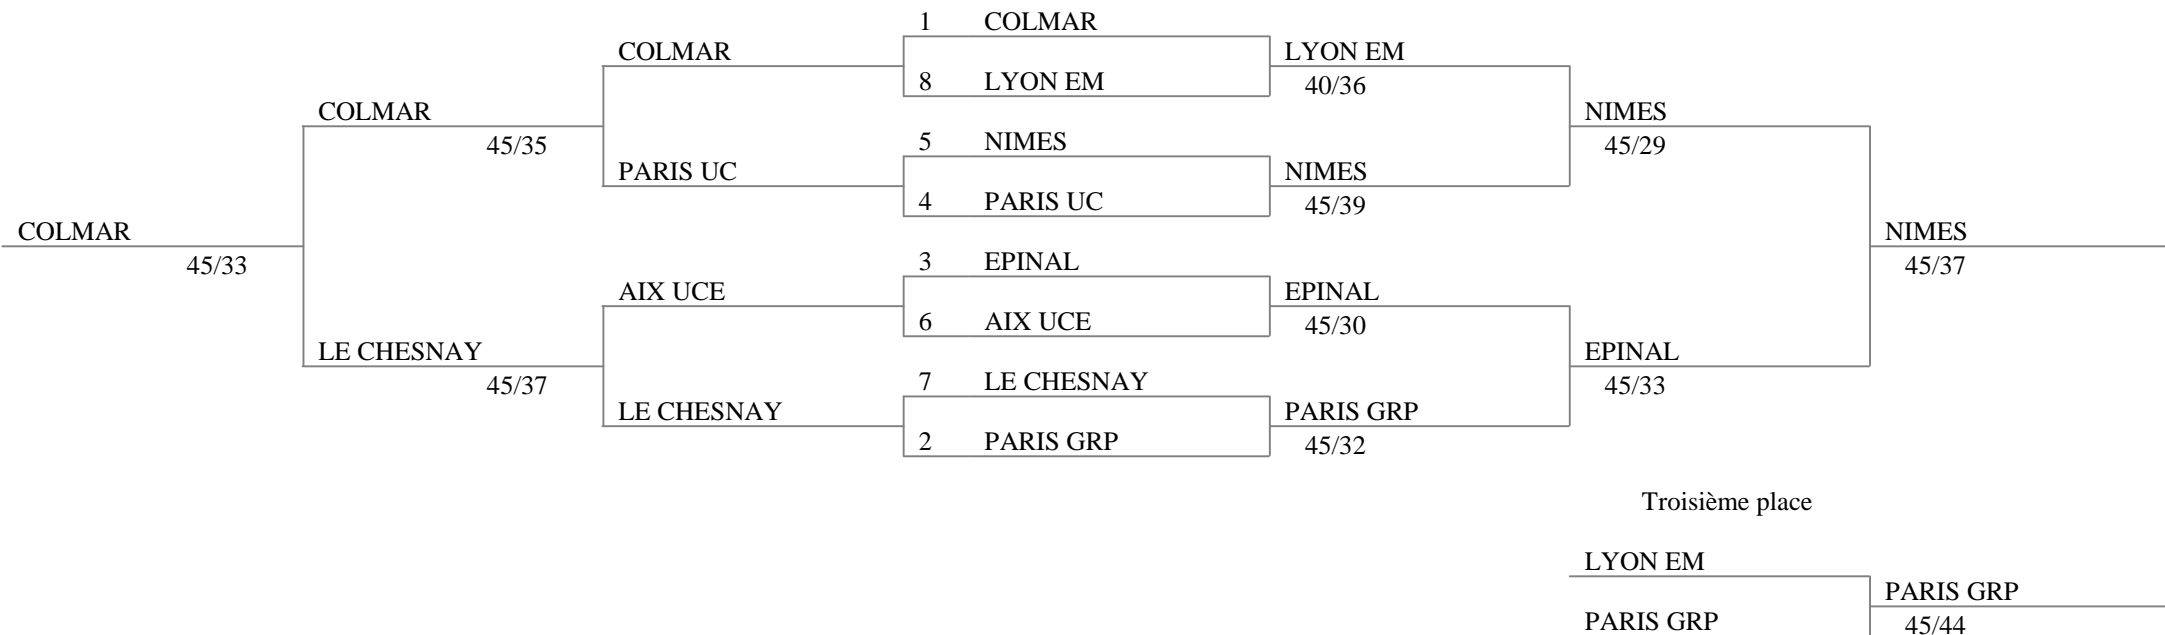 1 COLMAR
COLMAR LYON EM
8 LYON EM 40/36
COLMAR NIMES
45/35 5 NIMES 45/29
PARIS UC NIMES
4 PARIS UC 45/39
COLMAR NIMES
45/33 3 EPINAL 45/37
AIX UCE EPINAL
6 AIX UCE 45/30
LE CHESNAY EPINAL
45/37 7 LE CHESNAY 45/33
LE CHESNAY PARIS GRP
2 PARIS GRP 45/32
Troisième place
LYON EM
PARIS GRP
PARIS GRP 45/44